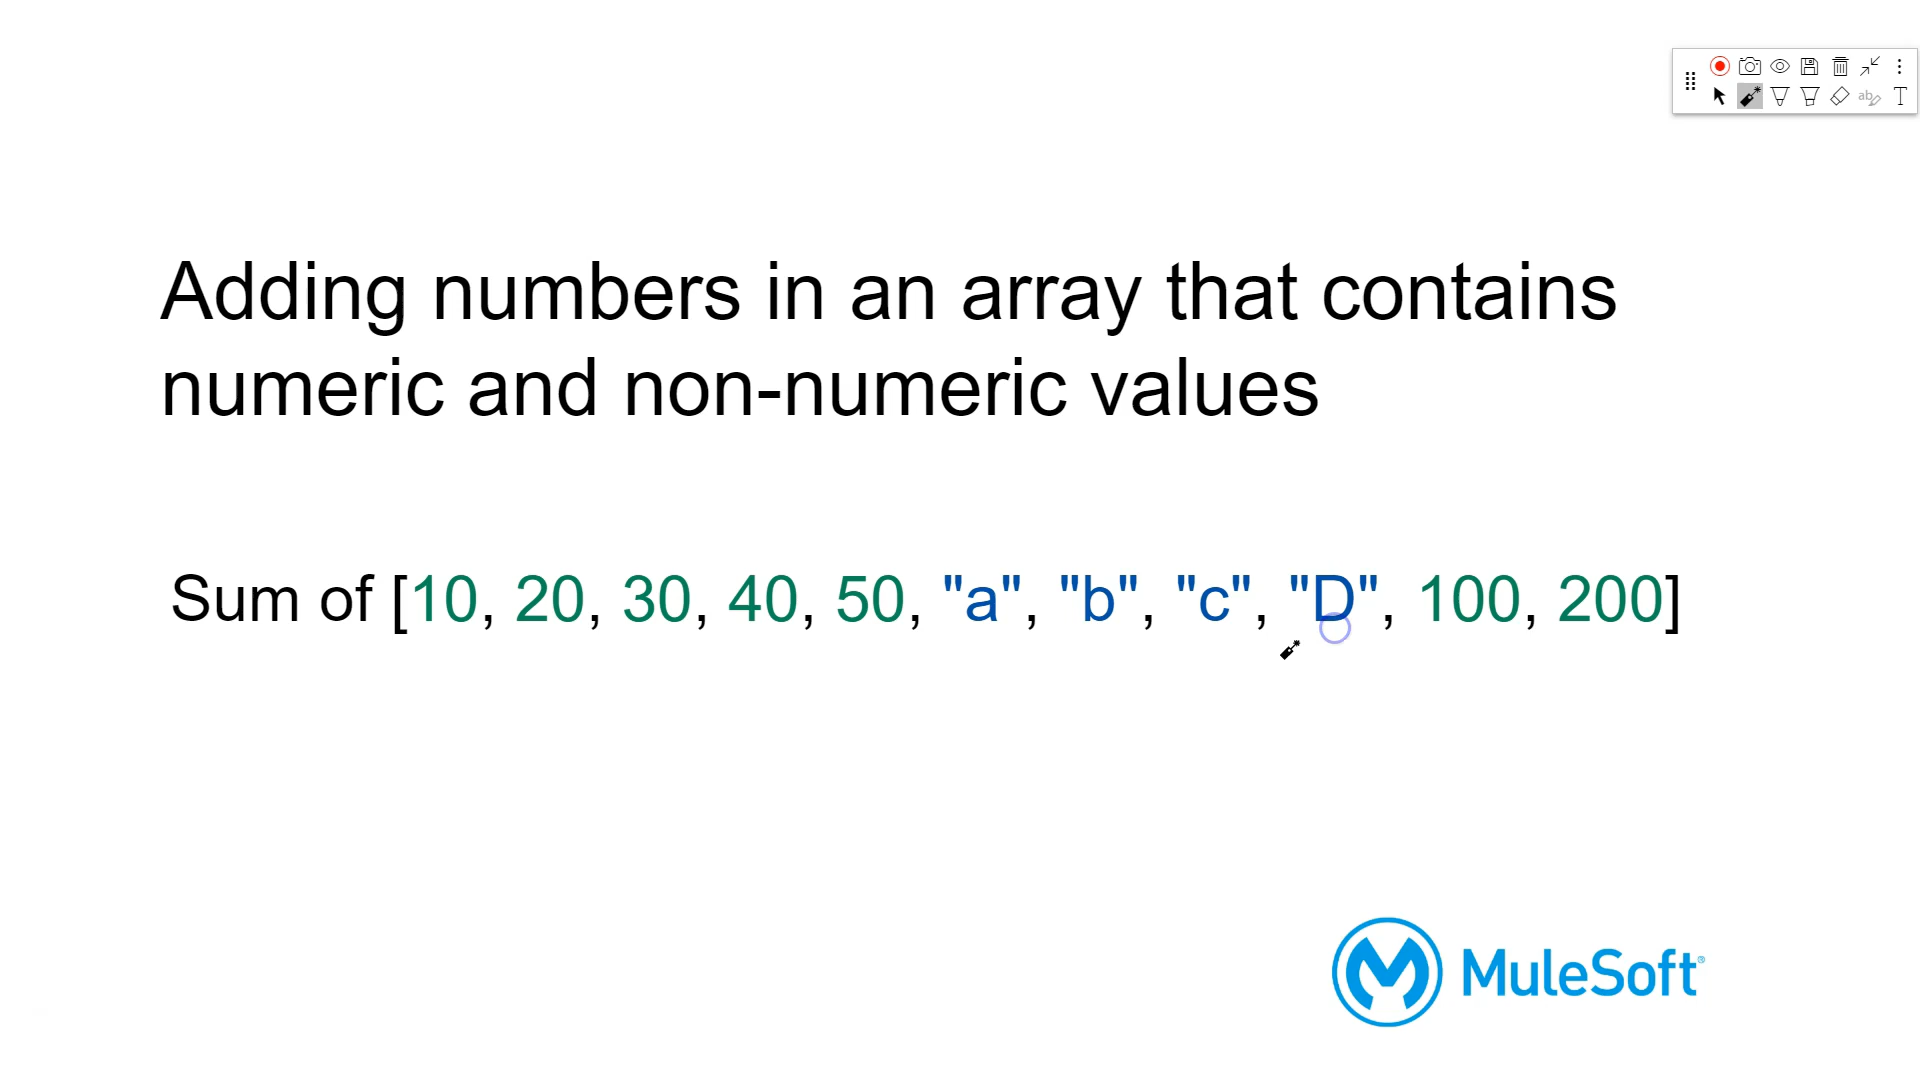 Adding numbers in an array that contains
numeric and non-numeric values
Sum of [10, 20, 30, 40, 50, "a", "b", "c", "D", 100, 200]
MuleSoft®
ab
T